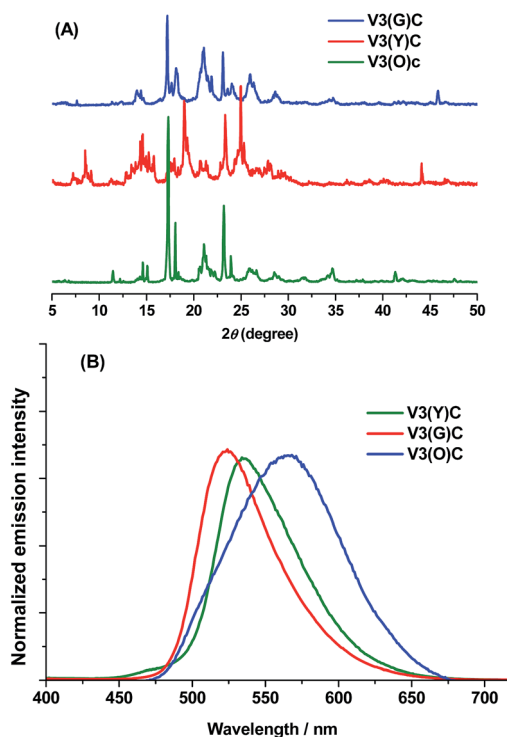 (A)
V3(G)C
V3(Y)C
V3(O)c
5 10 15 20 25 30 35 40 45 50
2θ (degree)
(B)
V3(Y)C
V3(G)C
V3(O)C
Normalized emission intensity
400 450 500 550 600 650 700
Wavelength / nm